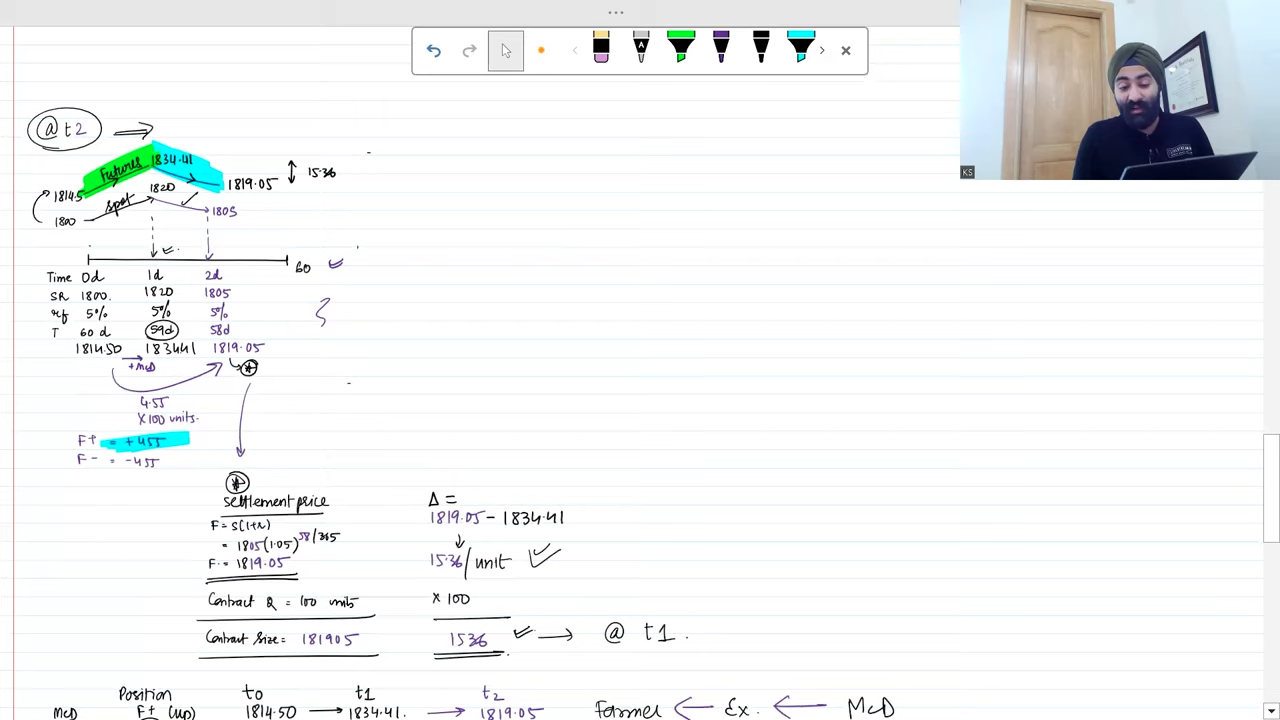 @ t2
Futures 1834.41
1819.05 15.36
1814.5 1820
spot
1800 1805
60
Time 0d 1d 2d
SR 1800. 1820 1805
rf 5% 5% 5%
T 60 d 59d 58d
1814.50 1834.41 1819.05
+McD
4.55
X100 units.
F+ = +455
F- = -455
settlement price
F = S(1+r)
= 1805(1.05)^58/365
F = 1819.05
Contract Q = 100 units
Contract Size = 181905
Δ =
1819.05 - 1834.41
15.36/unit
× 100
1536 @ t1.
Position t0 t1 t2
McD F+ (up) 1814.50 1834.41. 1819.05 Farmer Ex. McD
KS